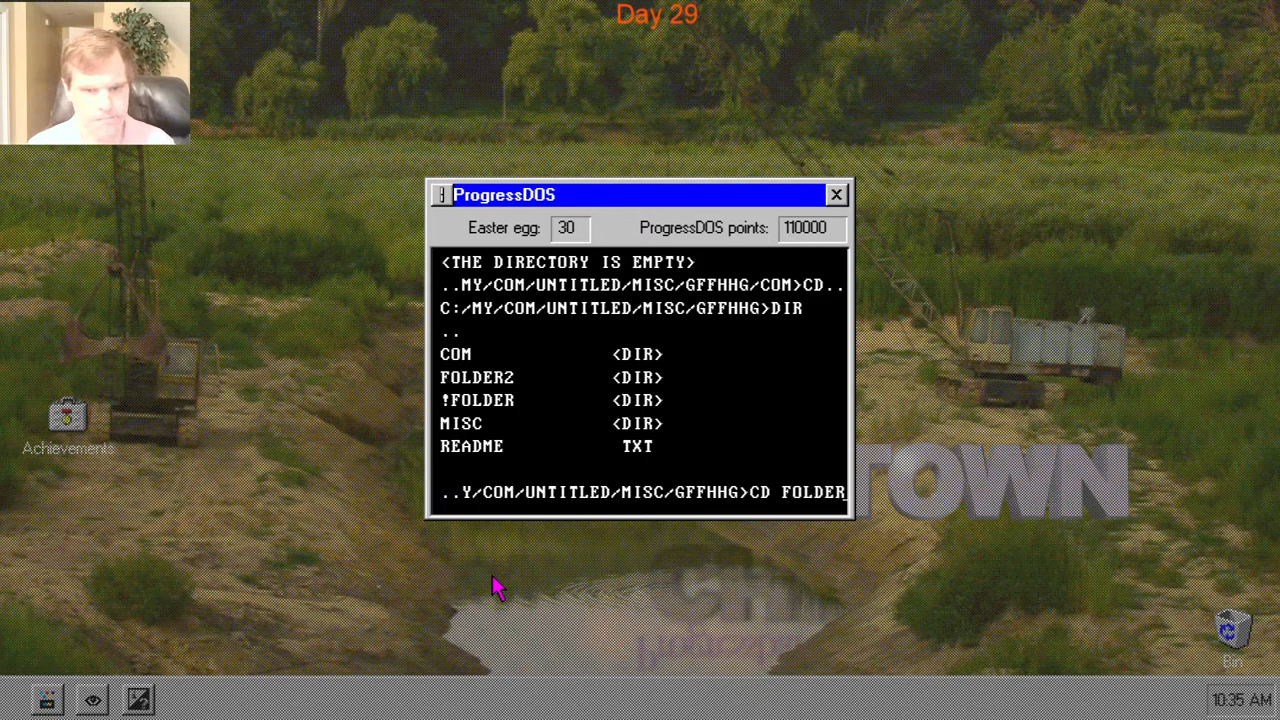 Day 29
ProgressDOS
Easter egg: 30 ProgressDOS points: 110000
<THE DIRECTORY IS EMPTY>
..MY/COM/UNTITLED/MISC/GFFHHG/COM>CD..
C:/MY/COM/UNTITLED/MISC/GFFHHG>DIR
..
COM <DIR>
FOLDER2 <DIR>
!FOLDER <DIR>
MISC <DIR>
README TXT
..Y/COM/UNTITLED/MISC/GFFHHG>CD FOLDER_
Achievements
TOWN
Bin
10:35 AM